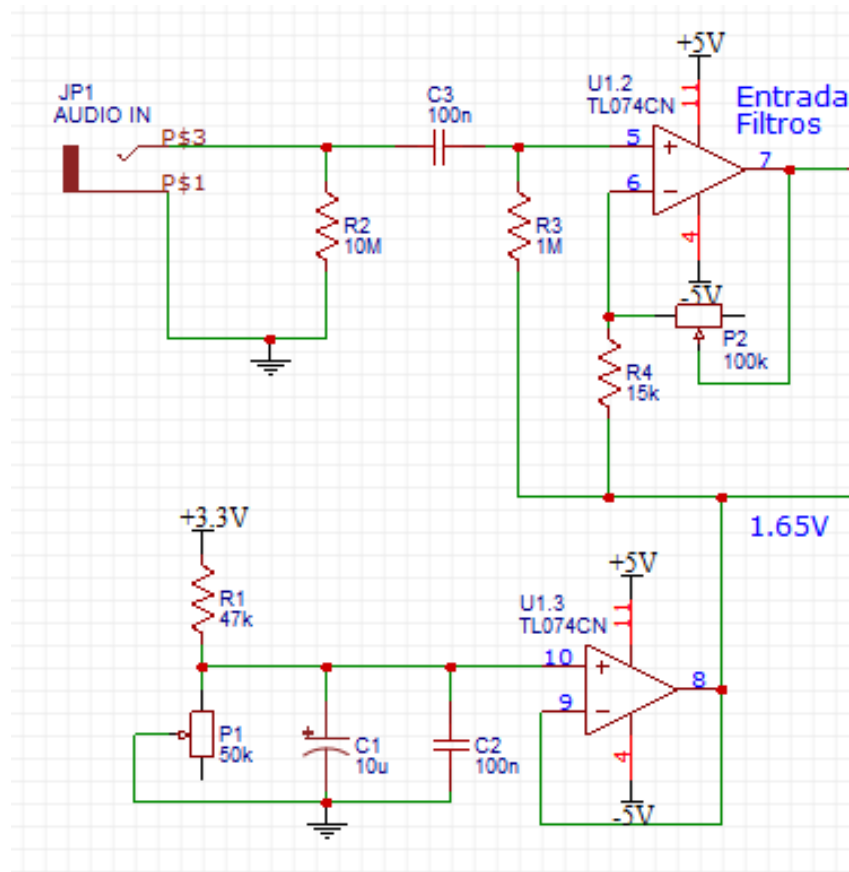 JP1
AUDIO IN
P$3
P$1
R2
10M
C3
100n
R3
1M
U1.2
TL074CN
+5V
11
5
6
7
4
-5V
Entrada
Filtros
P2
100k
R4
15k
1.65V
+3.3V
R1
47k
P1
50k
C1
10u
C2
100n
U1.3
TL074CN
+5V
11
10
9
8
4
-5V